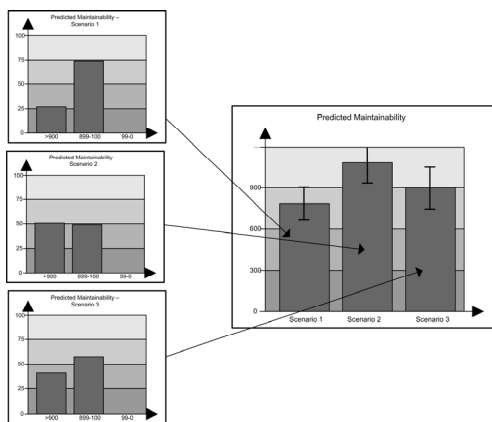 Predicted Maintainability –
Scenario 1
100
75
50
25
0
>900 899-100 99-0
Predicted Maintainability
Scenario 2
100
75
50
25
0
>900 899-100 99-0
Predicted Maintainability –
Scenario 3
100
75
50
25
0
>900 899-100 99-0
Predicted Maintainability
900
600
300
0
Scenario 1 Scenario 2 Scenario 3